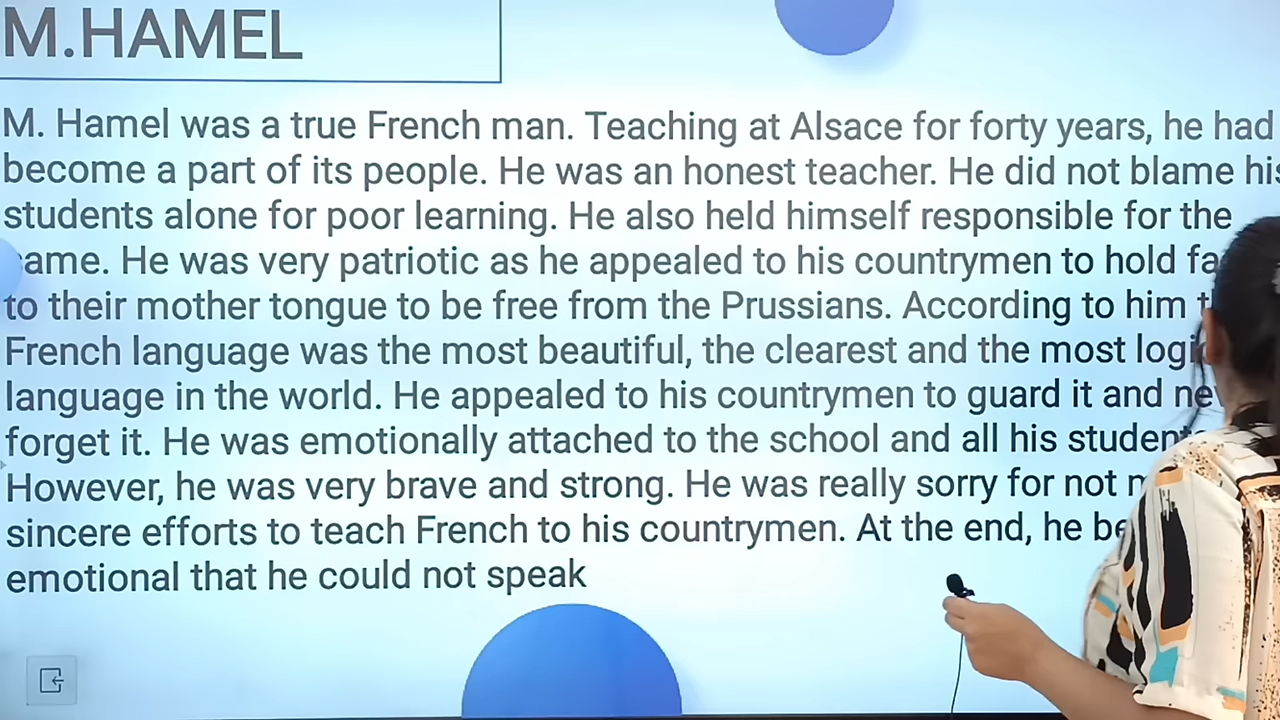 M.HAMEL
M. Hamel was a true French man. Teaching at Alsace for forty years, he had
become a part of its people. He was an honest teacher. He did not blame his
students alone for poor learning. He also held himself responsible for the
same. He was very patriotic as he appealed to his countrymen to hold
to their mother tongue to be free from the Prussians. According to him
French language was the most beautiful, the clearest and the most
language in the world. He appealed to his countrymen to guard it and
forget it. He was emotionally attached to the school and all his
However, he was very brave and strong. He was really sorry for not
sincere efforts to teach French to his countrymen. At the end, he
emotional that he could not speak